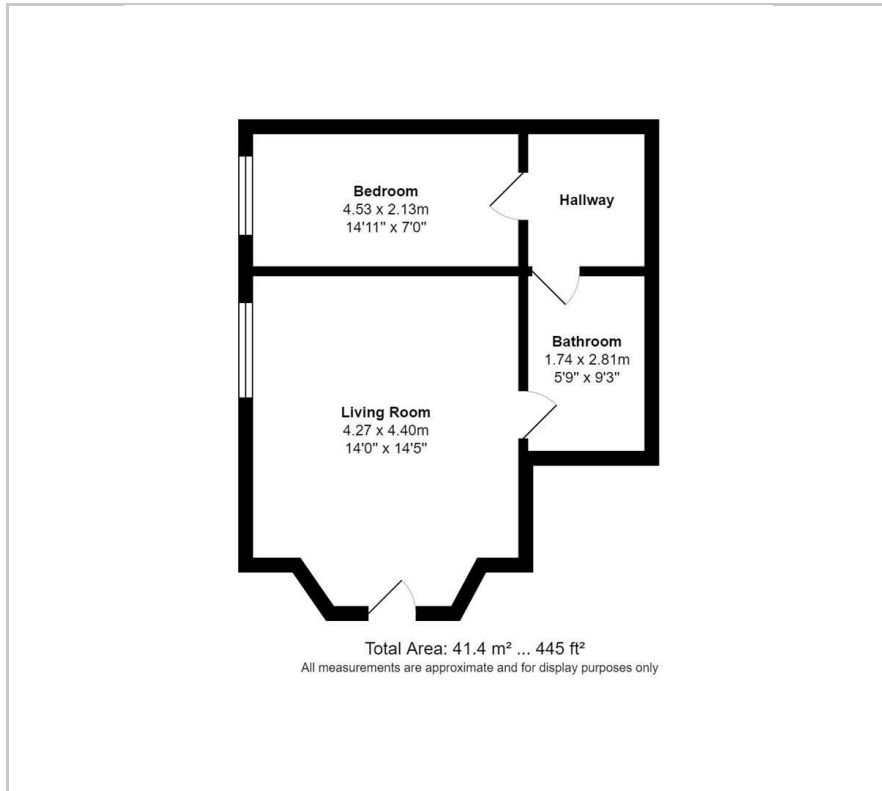 Bedroom
4.53 x 2.13m
14'11" x 7'0"
Hallway
Bathroom
1.74 x 2.81m
5'9" x 9'3"
Living Room
4.27 x 4.40m
14'0" x 14'5"
Total Area: 41.4 m² ... 445 ft²
All measurements are approximate and for display purposes only